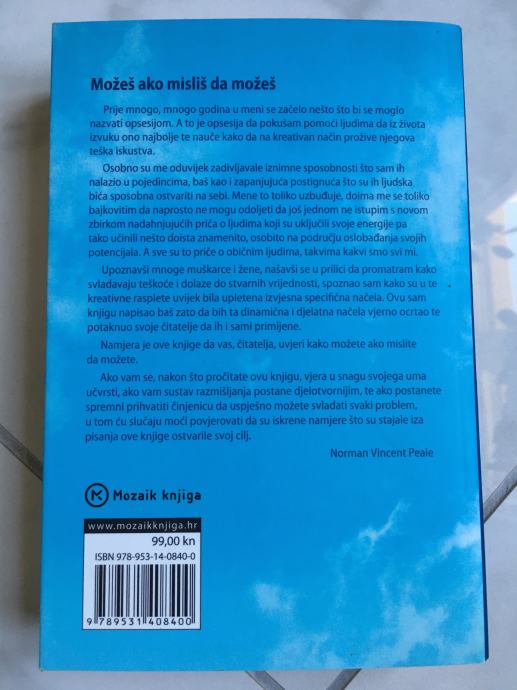 Možeš ako misliš da možeš
Prije mnogo, mnogo godina u meni se začelo nešto što bi se moglo
nazvati opsesijom. A to je opsesija da pokušam pomoći ljudima da iz života
izvuku ono najbolje te nauče kako da na kreativan način prožive njegova
teška iskustva.
Osobno su me oduvijek zadivljavale iznimne sposobnosti što sam ih
nalazio u pojedincima, baš kao i zapanjujuća postignuća što su ih ljudska
bića sposobna ostvariti na sebi. Mene to toliko uzbuđuje, doima me se toliko
bajkovitim da naprosto ne mogu odoljeti da još jednom ne istupim s novom
zbirkom nadahnjujućih priča o ljudima koji su uključili svoje energije pa
tako učinili nešto doista znamenito, osobito na području oslobađanja svojih
potencijala. A sve su to priče o običnim ljudima, takvima kakvi smo svi mi.
Upoznavši mnoge muškarce i žene, našavši se u prilici da promatram kako
svladavaju teškoće i dolaze do stvarnih vrijednosti, spoznao sam kako su u te
kreativne rasplete uvijek bila upletena izvjesna specifična načela. Ovu sam
knjigu napisao baš zato da bih ta dinamična i djelatna načela vjerno ocrtao te
potaknuo svoje čitatelje da ih i sami primijene.
Namjera je ove knjige da vas, čitatelja, uvjeri kako možete ako mislite
da možete.
Ako vam se, nakon što pročitate ovu knjigu, vjera u snagu svojega uma
učvrsti, ako vam sustav razmišljanja postane djelotvornijim, te ako postanete
spremni prihvatiti činjenicu da uspješno možete svladati svaki problem,
u tom ću slučaju moći povjerovati da su iskrene namjere što su stajale iza
pisanja ove knjige ostvarile svoj cilj.
Norman Vincent Peale
Mozaik knjiga
www.mozaikknjiga.hr
99,00 kn
ISBN 978-953-14-0840-0
9 789531 408400